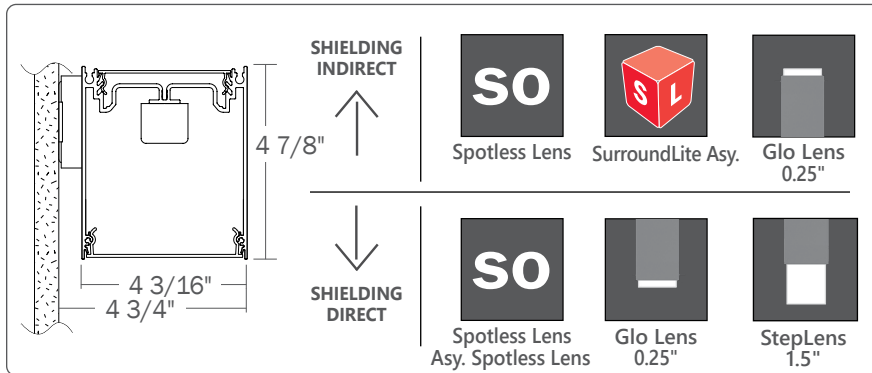 4 7/8"
4 3/16"
4 3/4"
SHIELDING
INDIRECT
SO
Spotless Lens
S L
SurroundLite Asy.
Glo Lens
0.25"
SHIELDING
DIRECT
SO
Spotless Lens
Asy. Spotless Lens
Glo Lens
0.25"
StepLens
1.5"